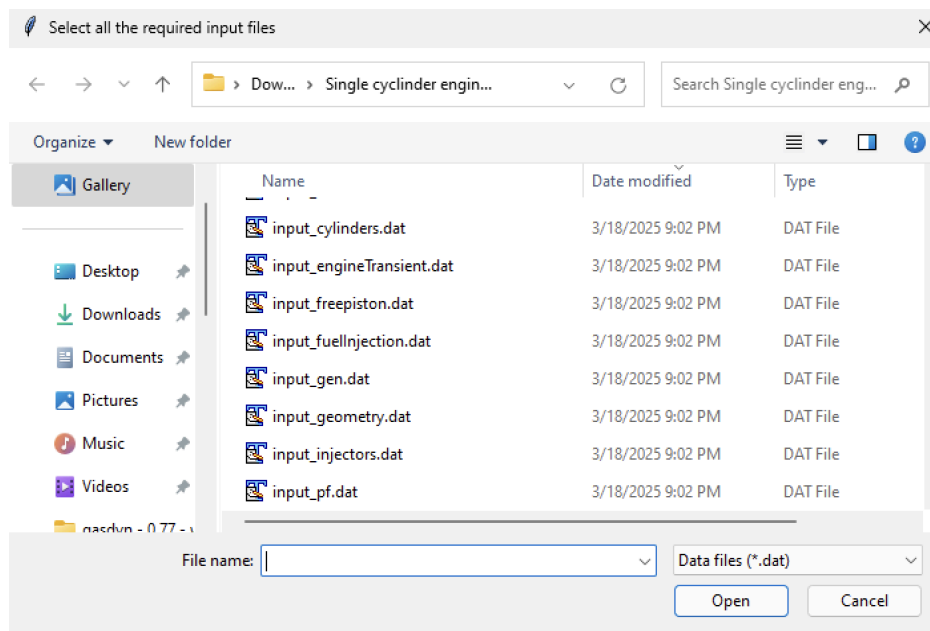 Select all the required input files
Dow... Single cyclinder engin... Search Single cyclinder eng...
Organize New folder
Gallery
Desktop
Downloads
Documents
Pictures
Music
Videos
Name Date modified Type
input_cylinders.dat 3/18/2025 9:02 PM DAT File
input_engineTransient.dat 3/18/2025 9:02 PM DAT File
input_freepiston.dat 3/18/2025 9:02 PM DAT File
input_fuelInjection.dat 3/18/2025 9:02 PM DAT File
input_gen.dat 3/18/2025 9:02 PM DAT File
input_geometry.dat 3/18/2025 9:02 PM DAT File
input_injectors.dat 3/18/2025 9:02 PM DAT File
input_pf.dat 3/18/2025 9:02 PM DAT File
File name: Data files (*.dat)
Open Cancel